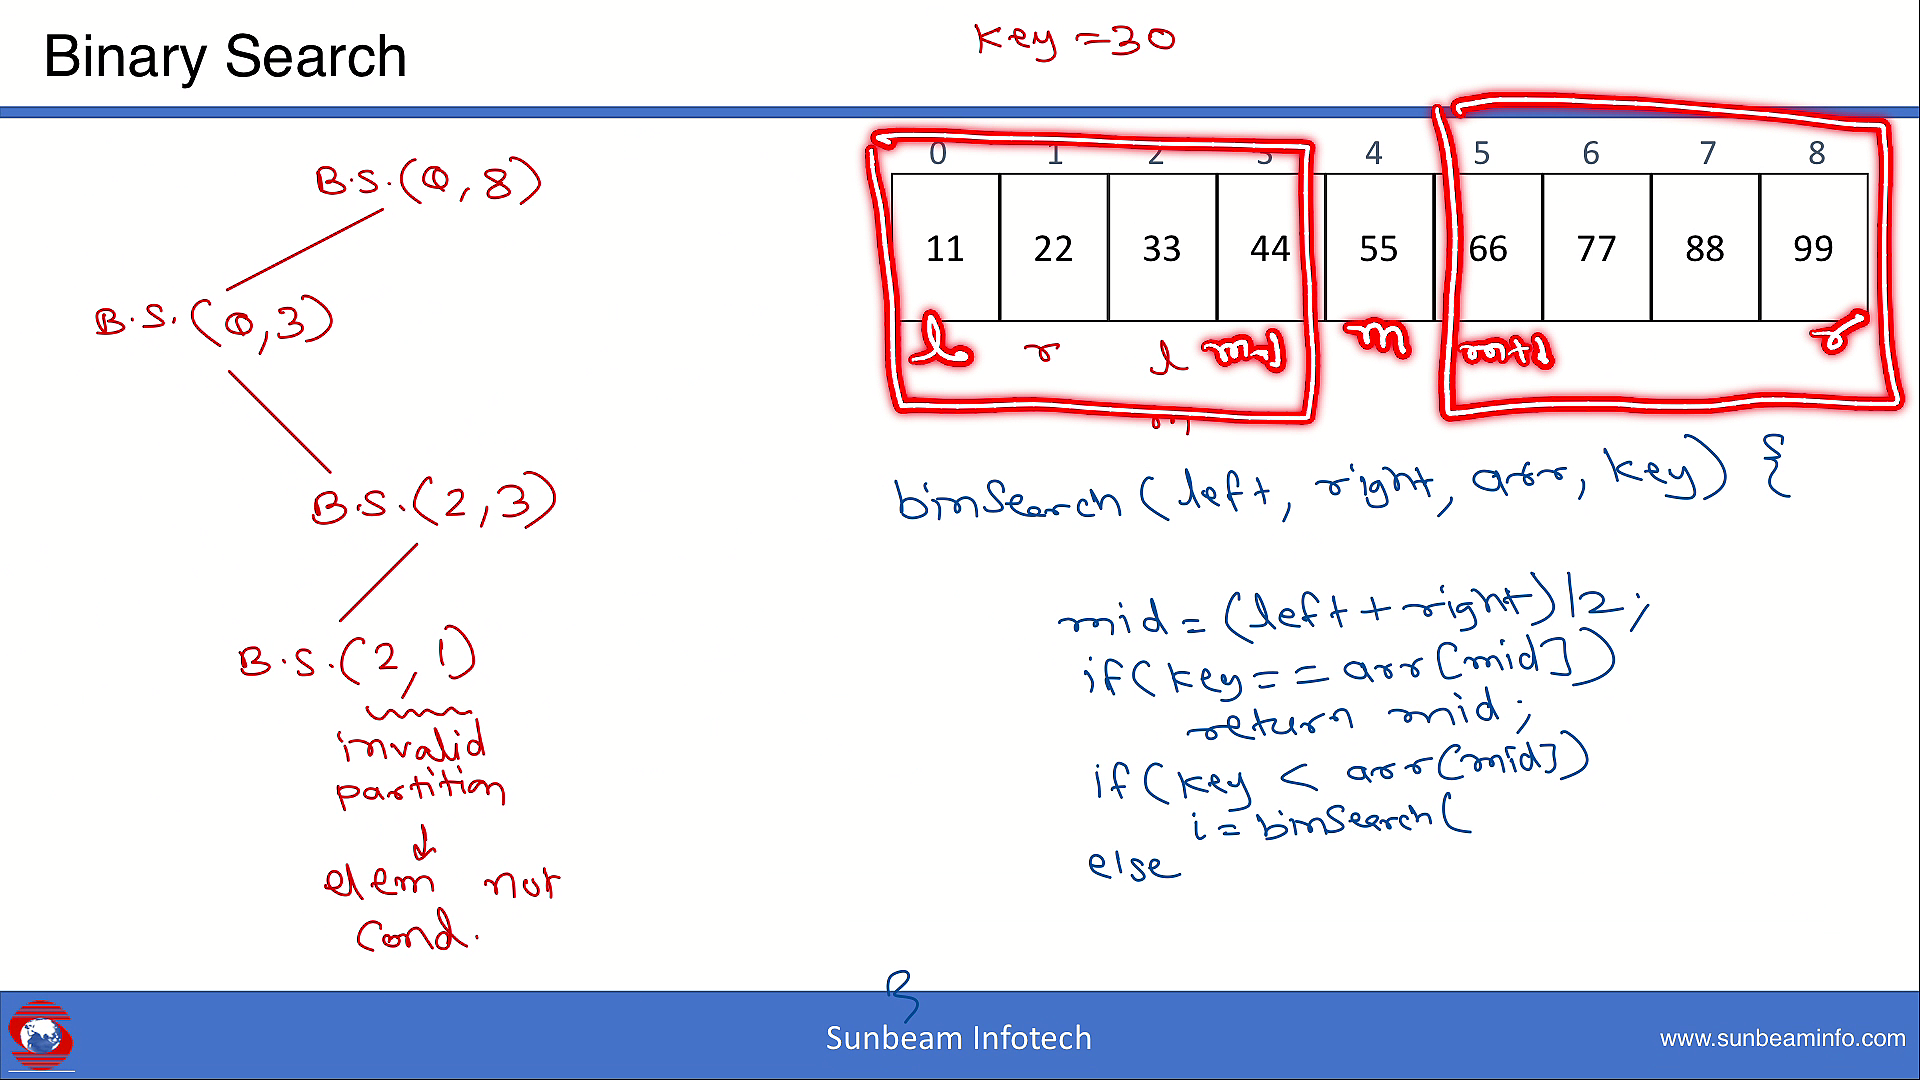 Binary Search
key = 30
B.S. (0, 8)
B.S. (0, 3)
B.S. (2, 3)
B.S. (2, 1)
invalid
partition
elem not
cond.
0 1 2 3 4 5 6 7 8
11 22 33 44 55 66 77 88 99
l r l m-1 m m+1 r
m
binSearch (left, right, arr, key) {
mid = (left + right) / 2;
if (key == arr[mid])
return mid;
if (key < arr[mid])
i = binSearch(
else
}
Sunbeam Infotech
www.sunbeaminfo.com